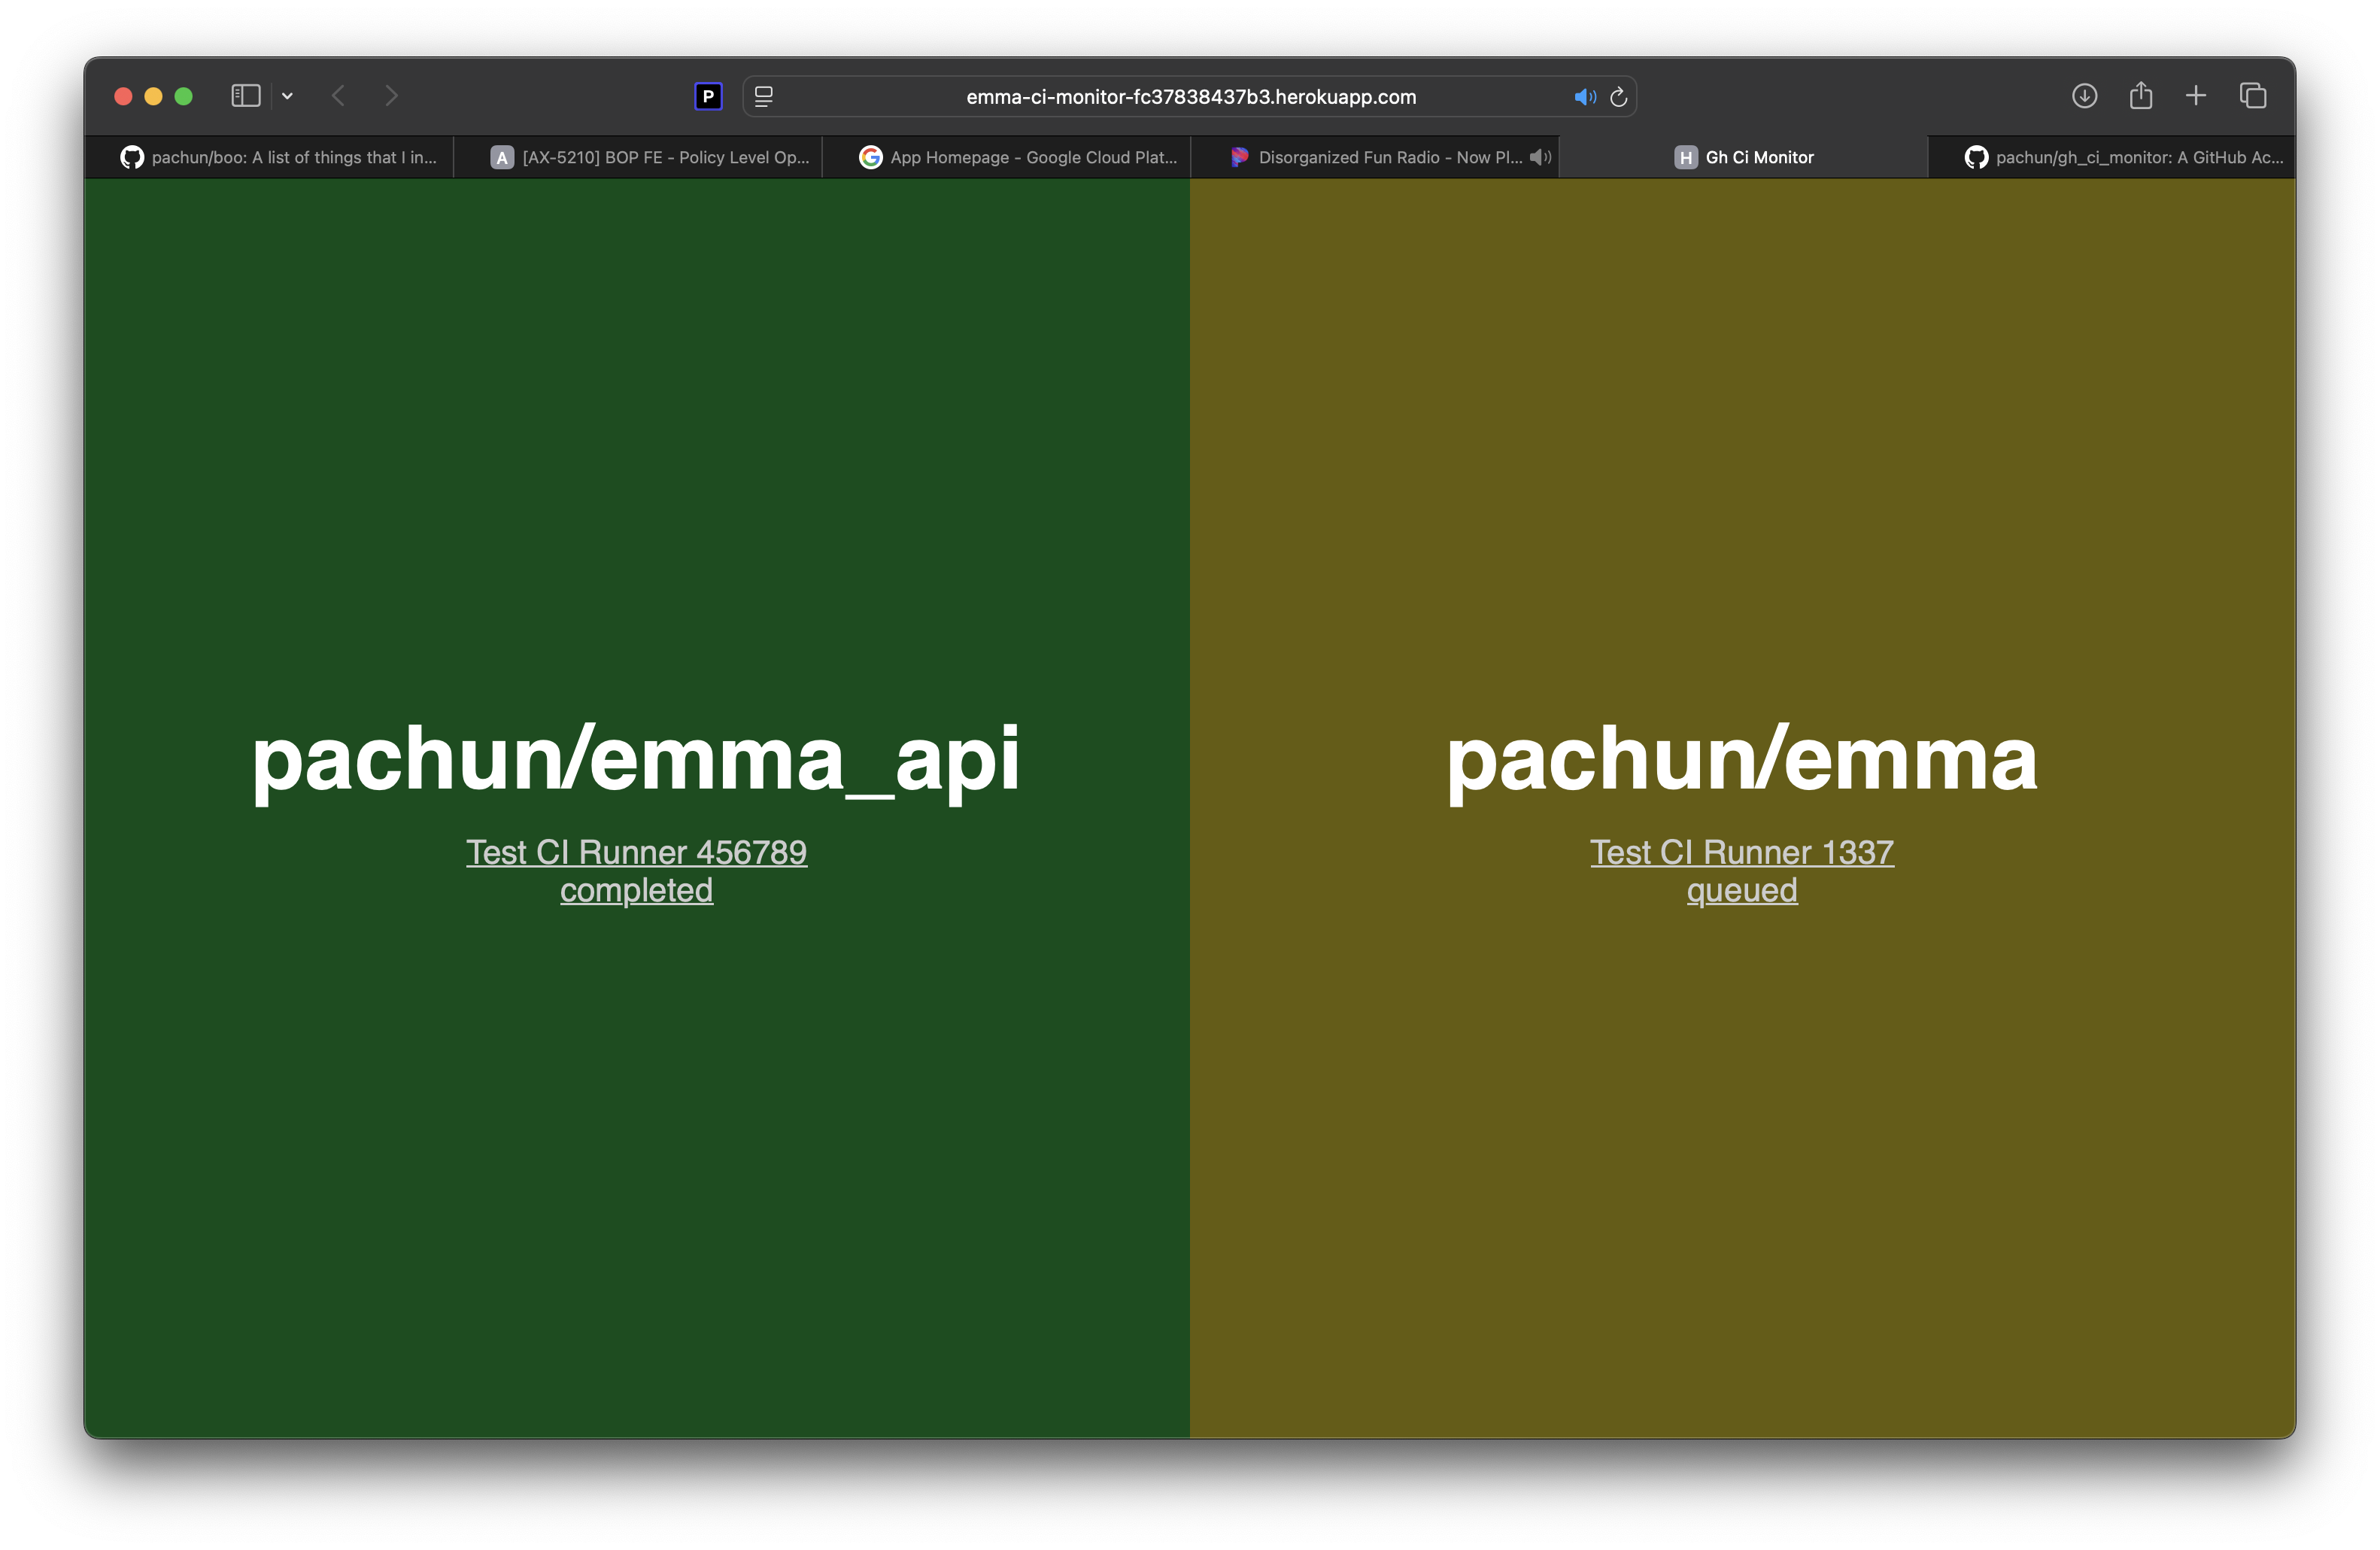 P
emma-ci-monitor-fc37838437b3.herokuapp.com
pachun/boo: A list of things that I in...
A [AX-5210] BOP FE - Policy Level Op...
App Homepage - Google Cloud Plat...
Disorganized Fun Radio - Now Pl...
H Gh Ci Monitor
pachun/gh_ci_monitor: A GitHub Ac...
pachun/emma_api
Test CI Runner 456789
completed
pachun/emma
Test CI Runner 1337
queued